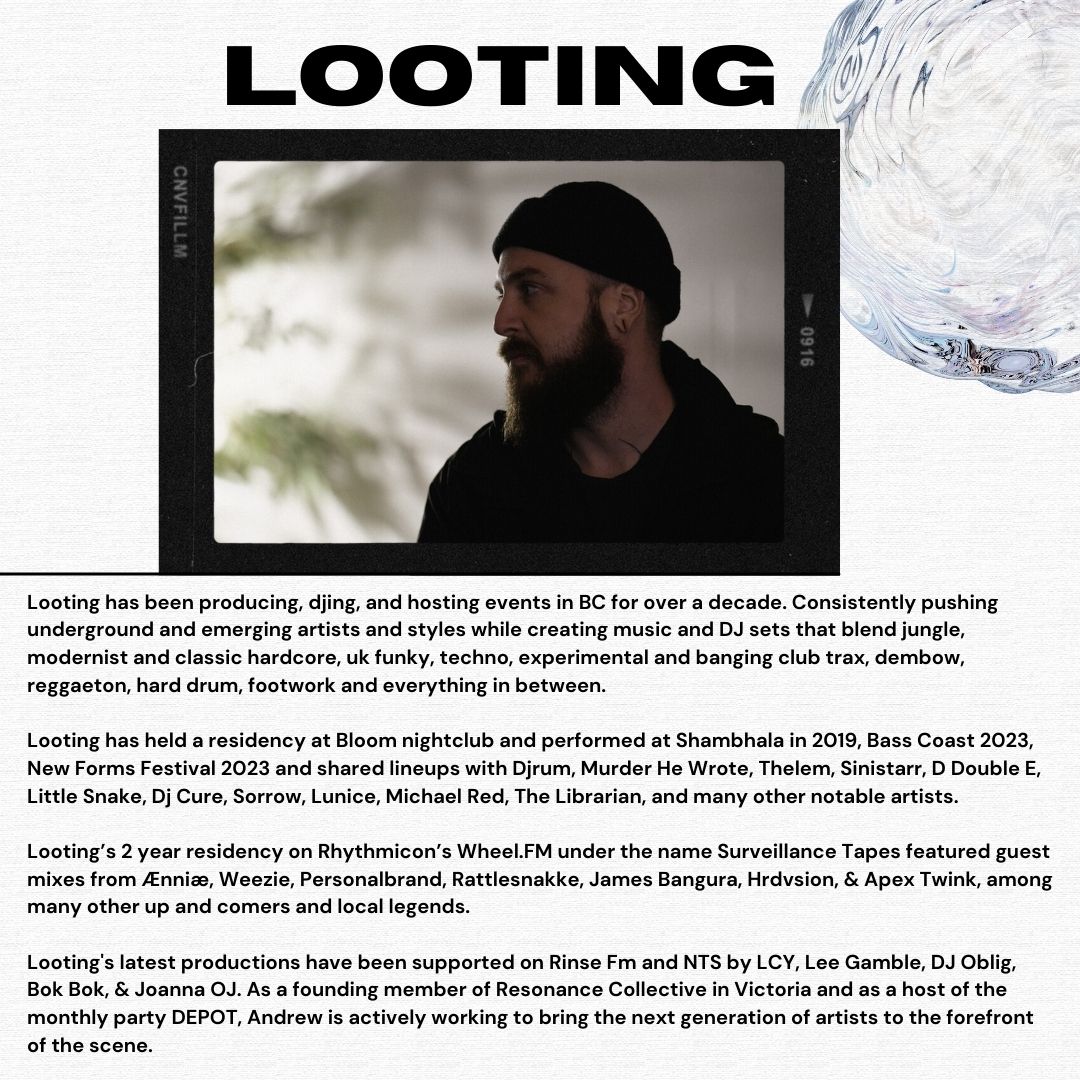 LOOTING
CNVFILLM
0916
Looting has been producing, djing, and hosting events in BC for over a decade. Consistently pushing
underground and emerging artists and styles while creating music and DJ sets that blend jungle,
modernist and classic hardcore, uk funky, techno, experimental and banging club trax, dembow,
reggaeton, hard drum, footwork and everything in between.
Looting has held a residency at Bloom nightclub and performed at Shambhala in 2019, Bass Coast 2023,
New Forms Festival 2023 and shared lineups with Djrum, Murder He Wrote, Thelem, Sinistarr, D Double E,
Little Snake, Dj Cure, Sorrow, Lunice, Michael Red, The Librarian, and many other notable artists.
Looting’s 2 year residency on Rhythmicon’s Wheel.FM under the name Surveillance Tapes featured guest
mixes from Ænniæ, Weezie, Personalbrand, Rattlesnakke, James Bangura, Hrdvsion, & Apex Twink, among
many other up and comers and local legends.
Looting's latest productions have been supported on Rinse Fm and NTS by LCY, Lee Gamble, DJ Oblig,
Bok Bok, & Joanna OJ. As a founding member of Resonance Collective in Victoria and as a host of the
monthly party DEPOT, Andrew is actively working to bring the next generation of artists to the forefront
of the scene.